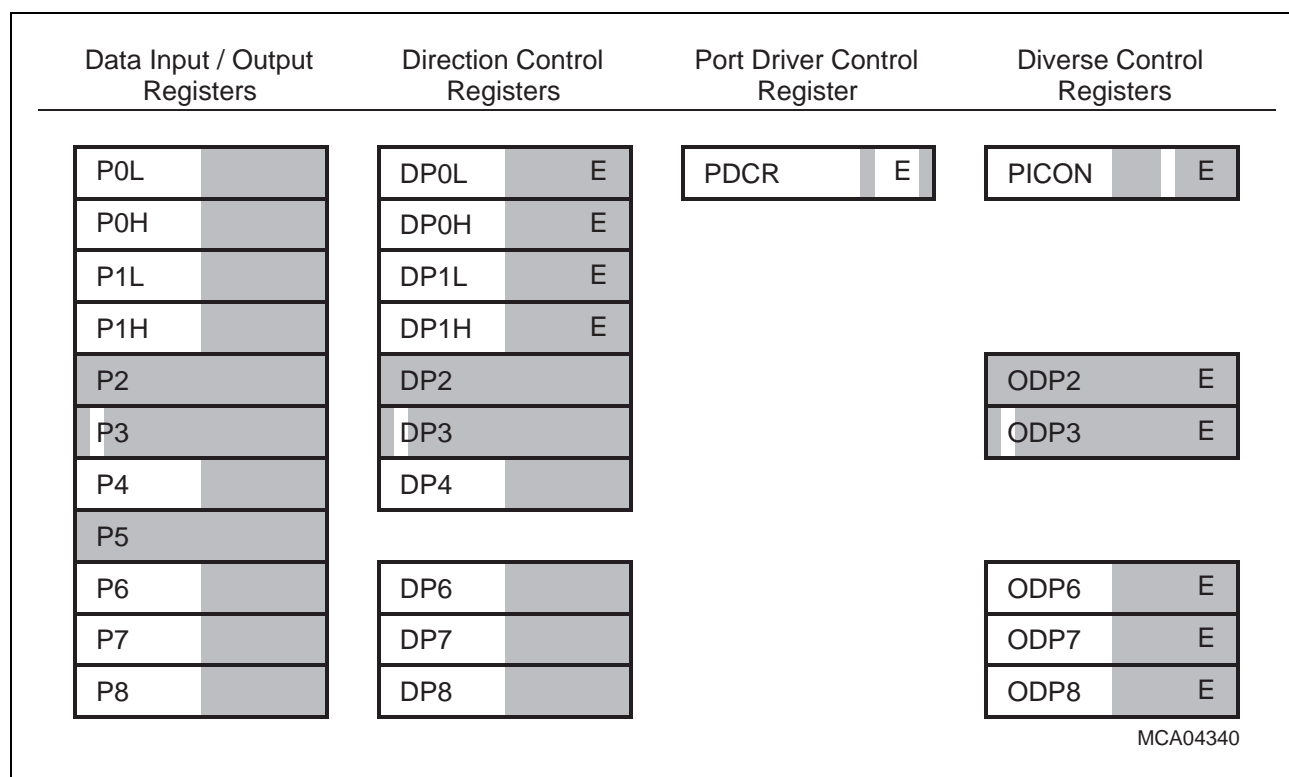 Data Input / Output
Registers
Direction Control
Registers
Port Driver Control
Register
Diverse Control
Registers
P0L
DP0L E
PDCR E
PICON E
P0H
DP0H E
P1L
DP1L E
P1H
DP1H E
P2
DP2
ODP2 E
P3
DP3
ODP3 E
P4
DP4
P5
P6
DP6
ODP6 E
P7
DP7
ODP7 E
P8
DP8
ODP8 E
MCA04340